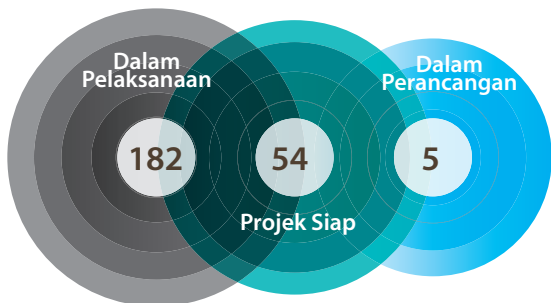 Dalam
Pelaksanaan
182
54
Projek Siap
Dalam
Perancangan
5